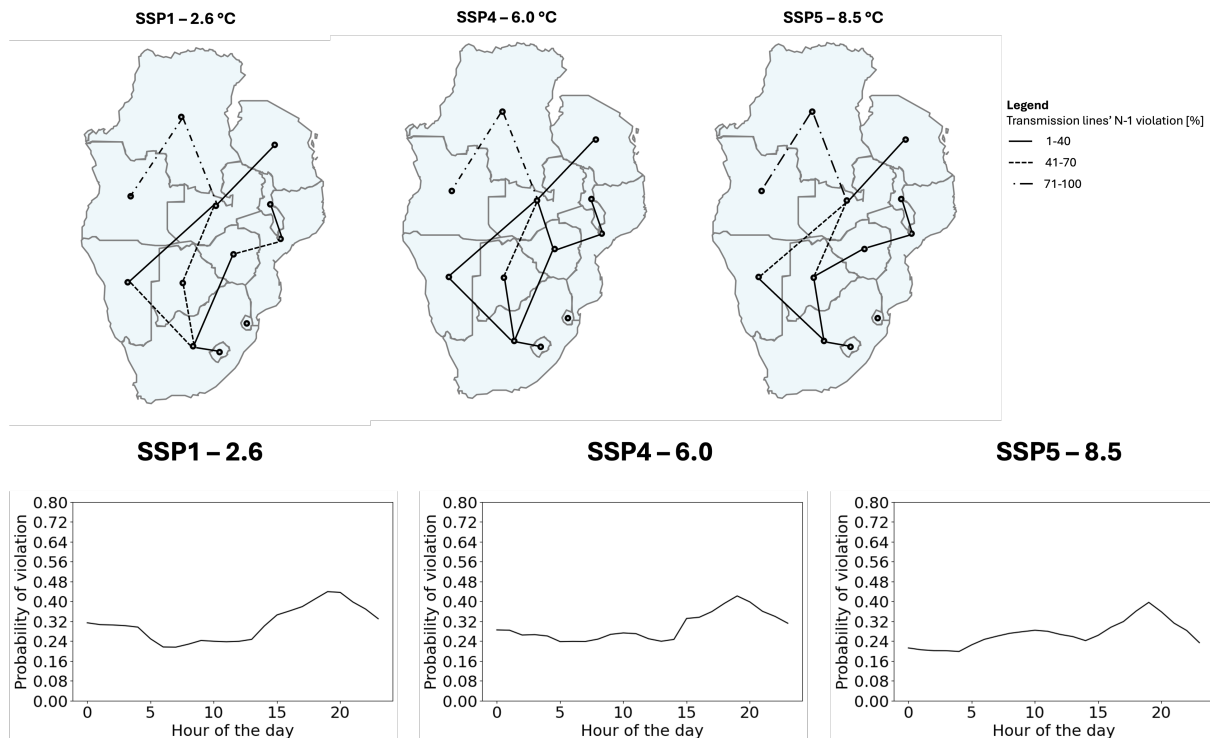 SSP1 – 2.6 ºC
SSP4 – 6.0 ºC
SSP5 – 8.5 ºC
Legend
Transmission lines’ N-1 violation [%]
1-40
41-70
71-100
SSP1 – 2.6
SSP4 – 6.0
SSP5 – 8.5
Probability of violation
0.80
0.72
0.64
0.56
0.48
0.40
0.32
0.24
0.16
0.08
0.00
0 5 10 15 20
Hour of the day
Probability of violation
0.80
0.72
0.64
0.56
0.48
0.40
0.32
0.24
0.16
0.08
0.00
0 5 10 15 20
Hour of the day
Probability of violation
0.80
0.72
0.64
0.56
0.48
0.40
0.32
0.24
0.16
0.08
0.00
0 5 10 15 20
Hour of the day